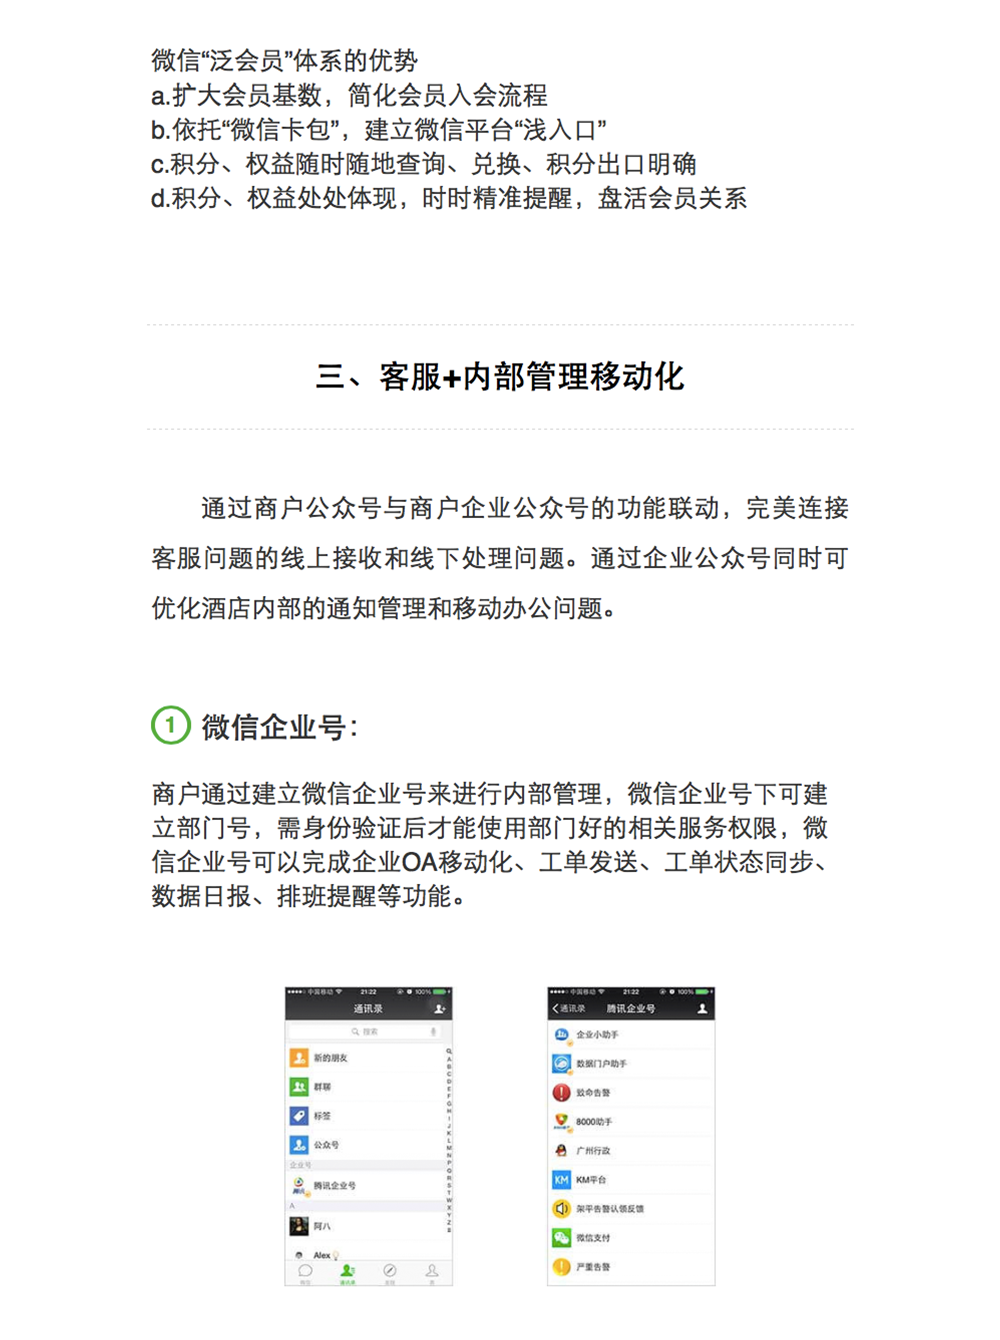 微信“泛会员”体系的优势
a.扩大会员基数，简化会员入会流程
b.依托“微信卡包”，建立微信平台“浅入口”
c.积分、权益随时随地查询、兑换、积分出口明确
d.积分、权益处处体现，时时精准提醒，盘活会员关系
三、客服+内部管理移动化
通过商户公众号与商户企业公众号的功能联动，完美连接
客服问题的线上接收和线下处理问题。通过企业公众号同时可
优化酒店内部的通知管理和移动办公问题。
1 微信企业号：
商户通过建立微信企业号来进行内部管理，微信企业号下可建
立部门号，需身份验证后才能使用部门好的相关服务权限，微
信企业号可以完成企业OA移动化、工单发送、工单状态同步、
数据日报、排班提醒等功能。
中国移动 21:22 100%
通讯录
搜索
新的朋友
群聊
标签
公众号
企业号
腾讯企业号
A
阿八
Alex
通讯录
中国移动 21:22 100%
通讯录 腾讯企业号
企业小助手
数据门户助手
致命告警
8000助手
广州行政
KM KM平台
架平告警认领反馈
微信支付
严重告警